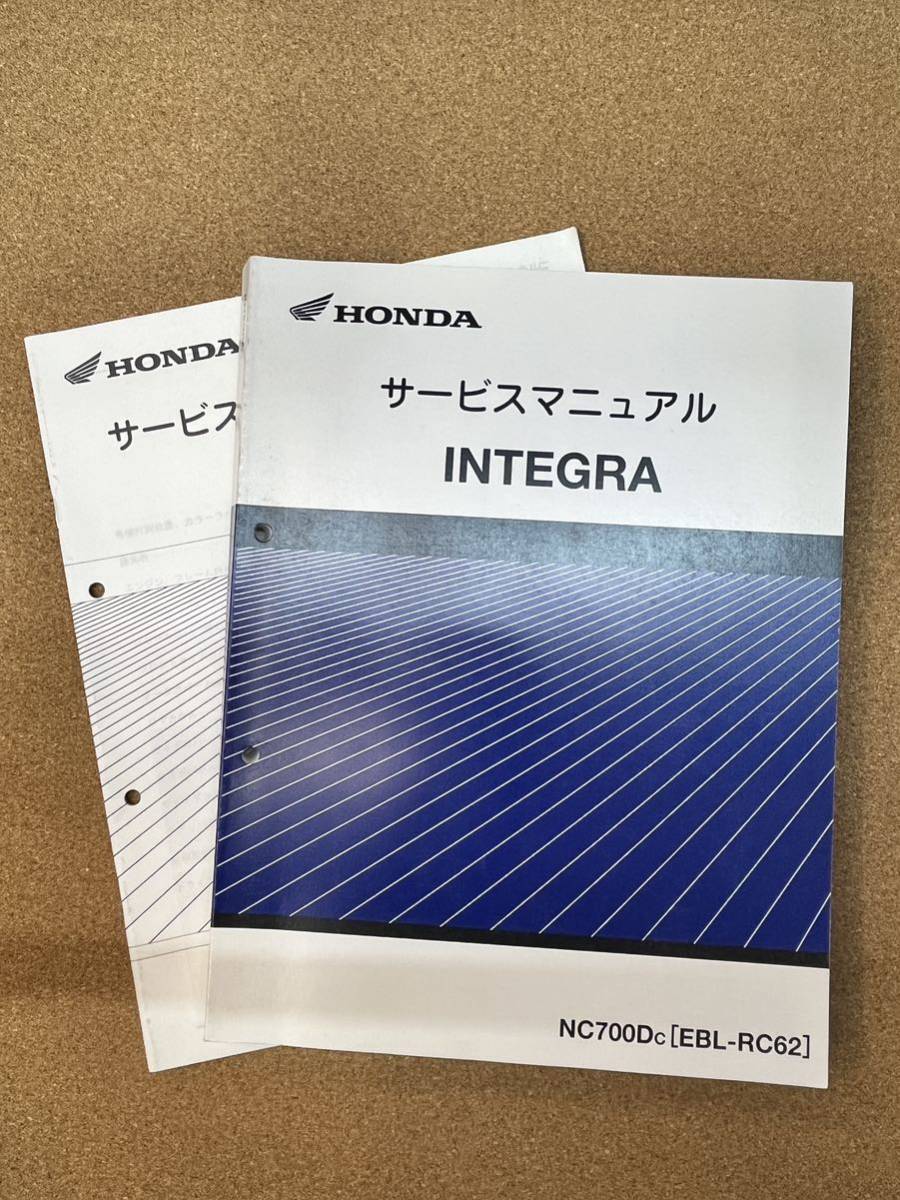 HONDA
サービスマニュアル
INTEGRA
NC700Dc [EBL-RC62]
HONDA
サービス